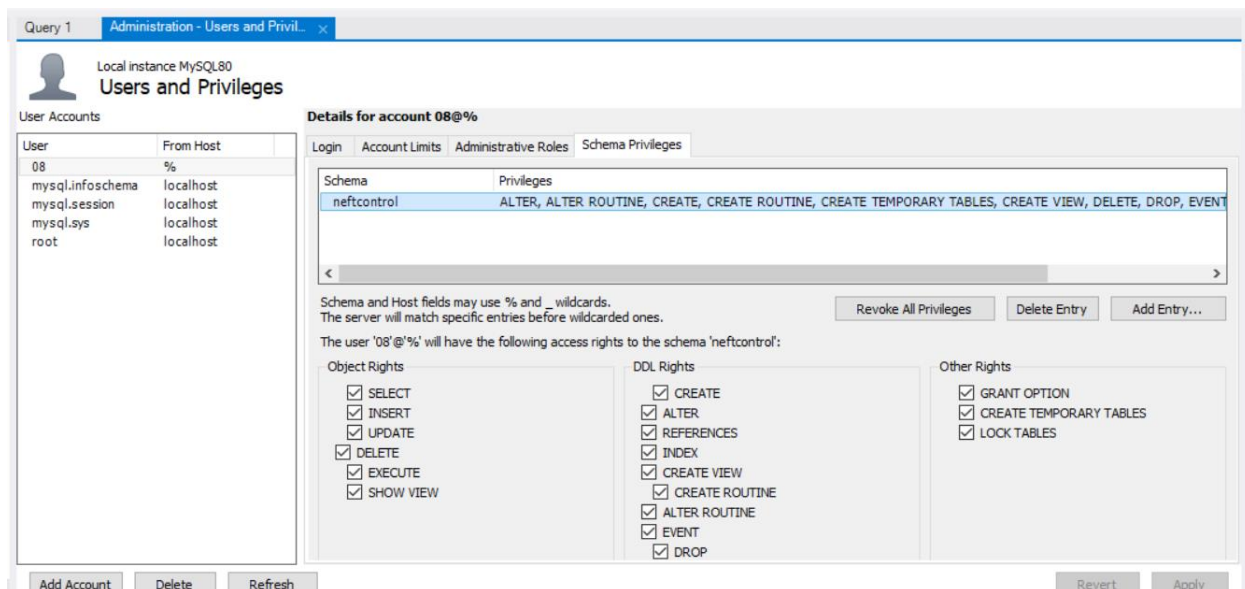 Query 1
Administration - Users and Privil...
Local instance MySQL80
Users and Privileges
User Accounts
User From Host
08 %
mysql.infoschema localhost
mysql.session localhost
mysql.sys localhost
root localhost
Add Account Delete Refresh
Details for account 08@%
Login Account Limits Administrative Roles Schema Privileges
Schema Privileges
neftcontrol ALTER, ALTER ROUTINE, CREATE, CREATE ROUTINE, CREATE TEMPORARY TABLES, CREATE VIEW, DELETE, DROP, EVENT
Schema and Host fields may use % and _ wildcards.
The server will match specific entries before wildcarded ones.
Revoke All Privileges Delete Entry Add Entry...
The user '08'@'%' will have the following access rights to the schema 'neftcontrol':
Object Rights
SELECT
INSERT
UPDATE
DELETE
EXECUTE
SHOW VIEW
DDL Rights
CREATE
ALTER
REFERENCES
INDEX
CREATE VIEW
CREATE ROUTINE
ALTER ROUTINE
EVENT
DROP
Other Rights
GRANT OPTION
CREATE TEMPORARY TABLES
LOCK TABLES
Revert Apply